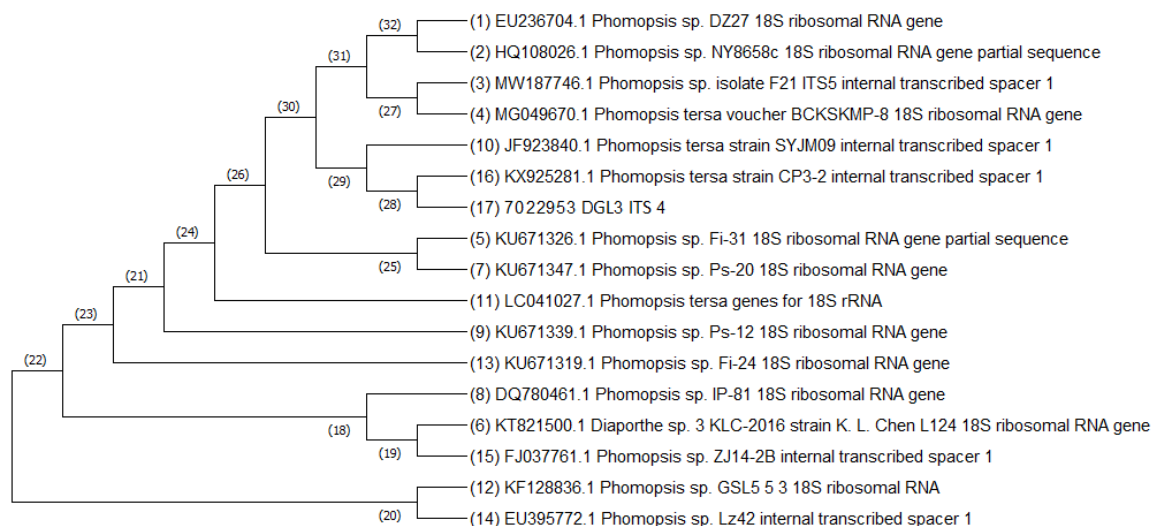 (32)
(1) EU236704.1 Phomopsis sp. DZ27 18S ribosomal RNA gene
(2) HQ108026.1 Phomopsis sp. NY8658c 18S ribosomal RNA gene partial sequence
(31)
(3) MW187746.1 Phomopsis sp. isolate F21 ITS5 internal transcribed spacer 1
(27)
(4) MG049670.1 Phomopsis tersa voucher BCKSKMP-8 18S ribosomal RNA gene
(30)
(10) JF923840.1 Phomopsis tersa strain SYJM09 internal transcribed spacer 1
(29)
(16) KX925281.1 Phomopsis tersa strain CP3-2 internal transcribed spacer 1
(26)
(28)
(17) 7022953 DGL3 ITS 4
(24)
(5) KU671326.1 Phomopsis sp. Fi-31 18S ribosomal RNA gene partial sequence
(25)
(7) KU671347.1 Phomopsis sp. Ps-20 18S ribosomal RNA gene
(21)
(11) LC041027.1 Phomopsis tersa genes for 18S rRNA
(23)
(9) KU671339.1 Phomopsis sp. Ps-12 18S ribosomal RNA gene
(22)
(13) KU671319.1 Phomopsis sp. Fi-24 18S ribosomal RNA gene
(8) DQ780461.1 Phomopsis sp. IP-81 18S ribosomal RNA gene
(18)
(6) KT821500.1 Diaporthe sp. 3 KLC-2016 strain K. L. Chen L124 18S ribosomal RNA gene
(19)
(15) FJ037761.1 Phomopsis sp. ZJ14-2B internal transcribed spacer 1
(12) KF128836.1 Phomopsis sp. GSL5 5 3 18S ribosomal RNA
(20)
(14) EU395772.1 Phomopsis sp. Lz42 internal transcribed spacer 1